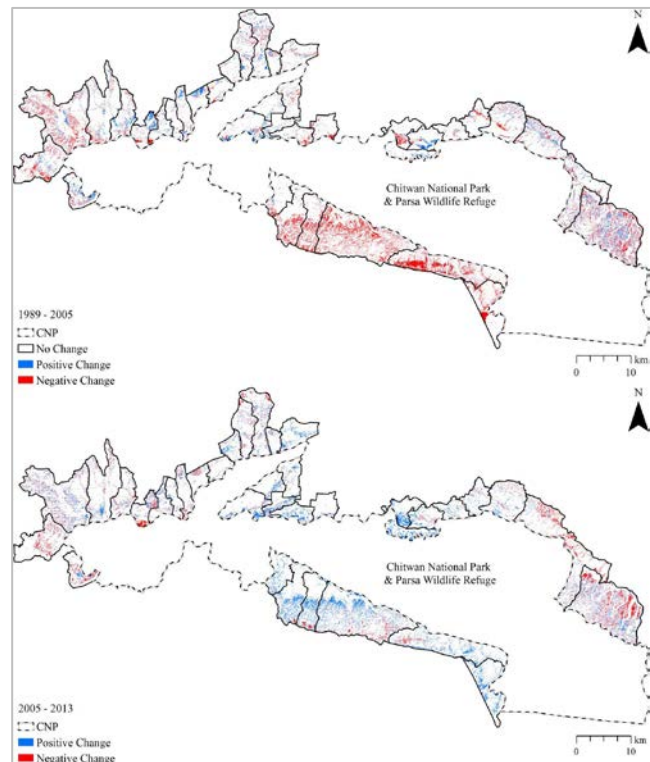 N
Chitwan National Park
& Parsa Wildlife Refuge
1989 - 2005
CNP
No Change
Positive Change
Negative Change
km
0 10
N
Chitwan National Park
& Parsa Wildlife Refuge
2005 - 2013
CNP
Positive Change
Negative Change
km
0 10